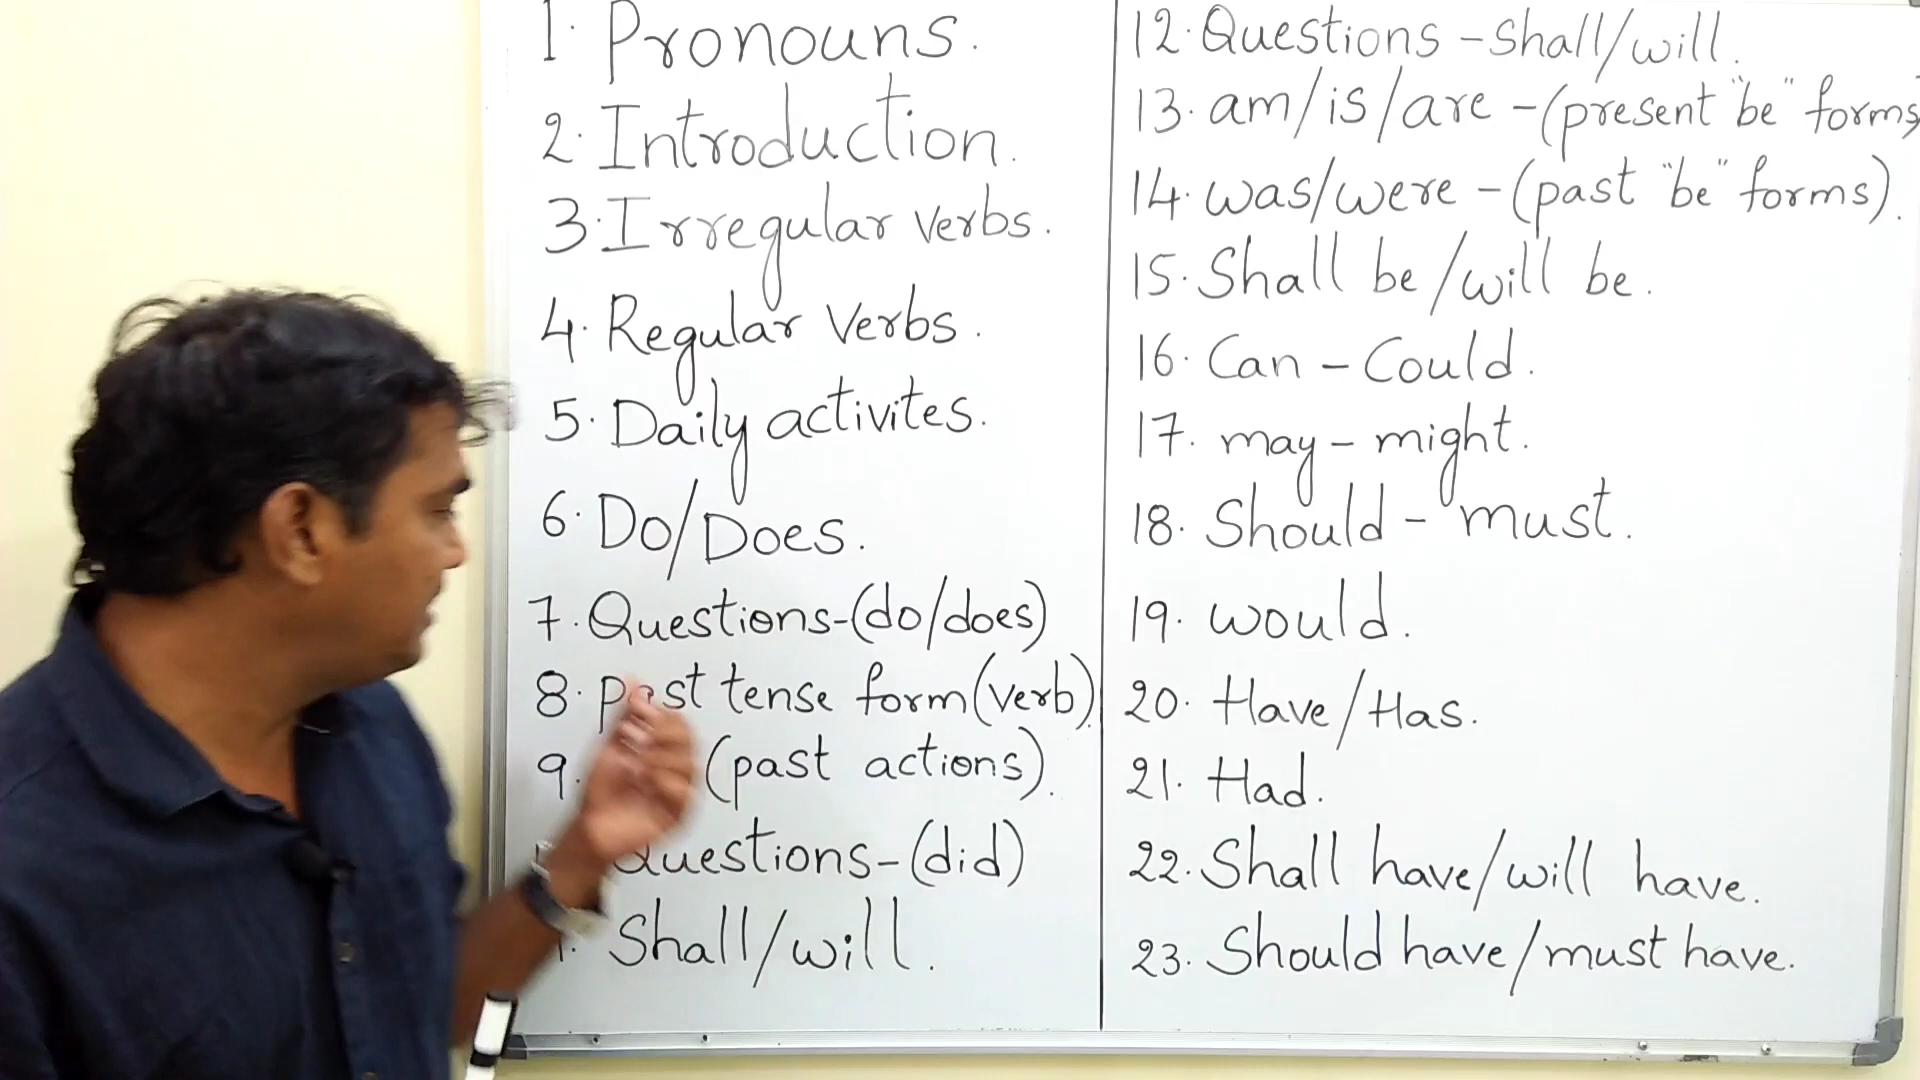 1. Pronouns.
2. Introduction.
3. Irregular verbs.
4. Regular verbs.
5. Daily activites.
6. Do/Does.
7. Questions-(do/does)
8. past tense form (verb).
9. (past actions).
Questions-(did)
Shall/will.
12. Questions - shall/will.
13. am/is/are - (present "be" forms
14. was/were - (past "be" forms).
15. Shall be/will be.
16. Can - Could.
17. may - might.
18. Should - must.
19. would.
20. Have/Has.
21. Had.
22. Shall have/will have.
23. Should have/must have.